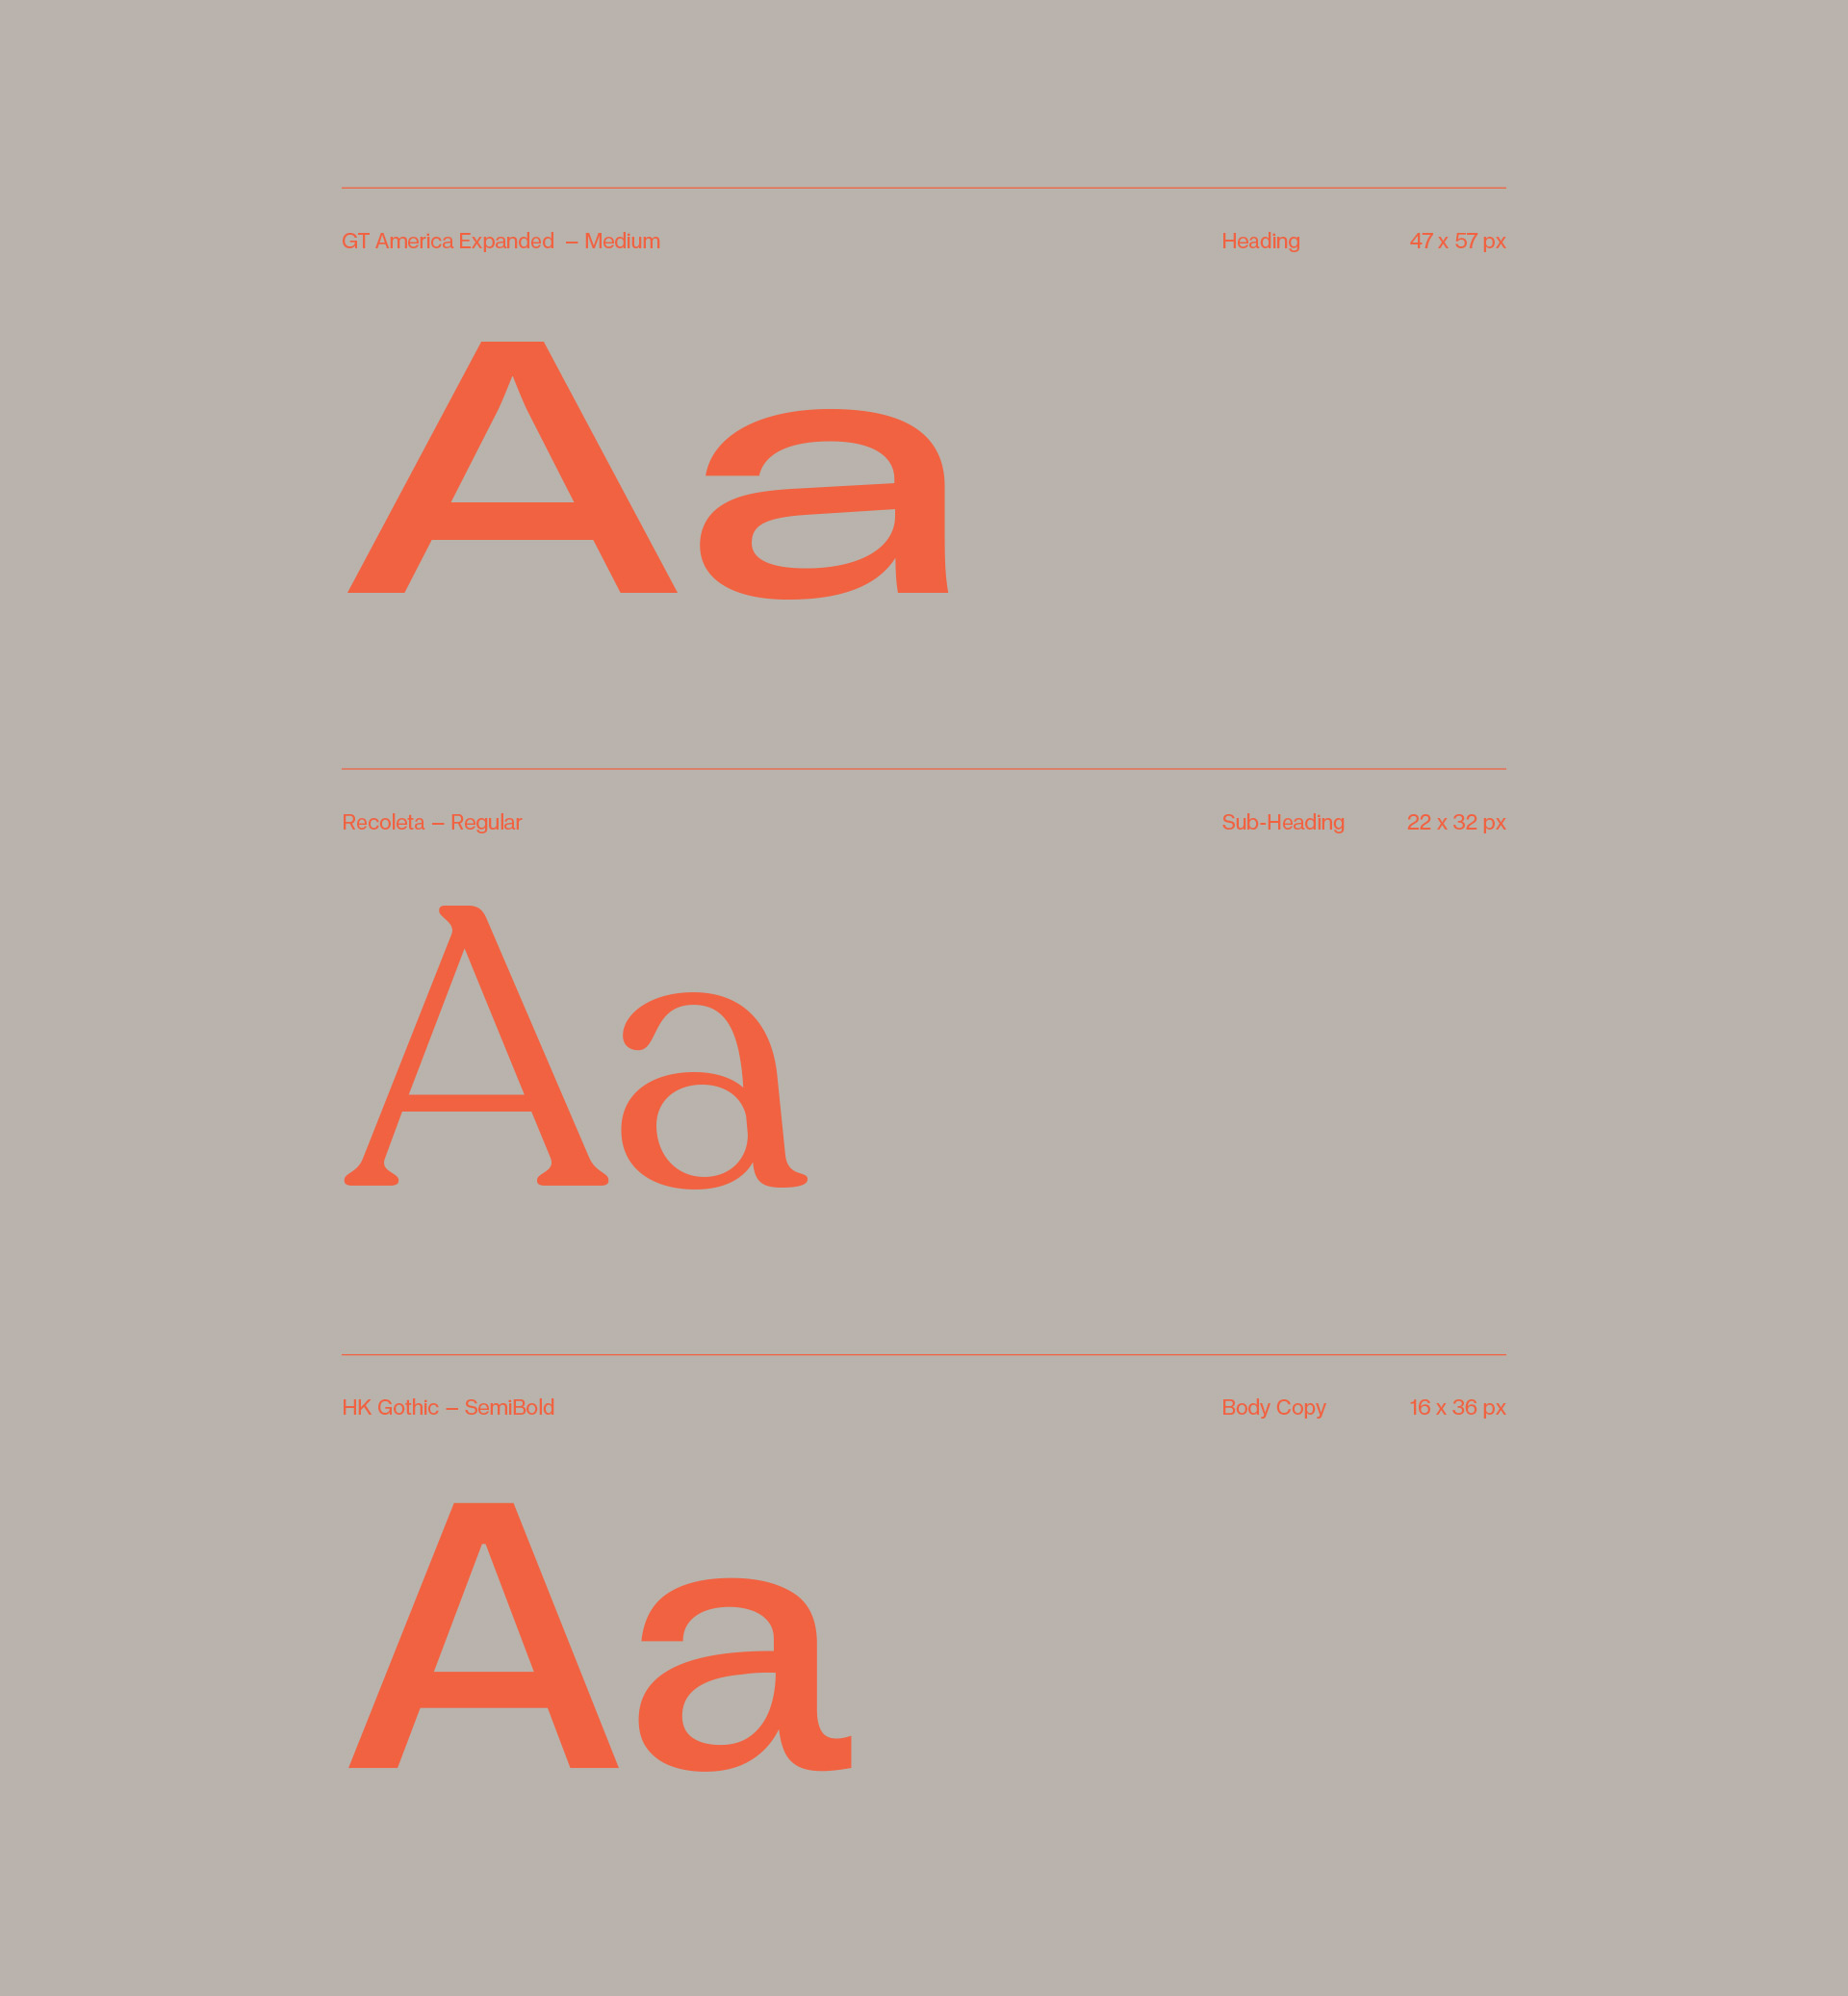 GT America Expanded – Medium Heading 47 x 57 px
Aa
Recoleta – Regular Sub-Heading 22 x 32 px
Aa
HK Gothic – SemiBold Body Copy 16 x 36 px
Aa